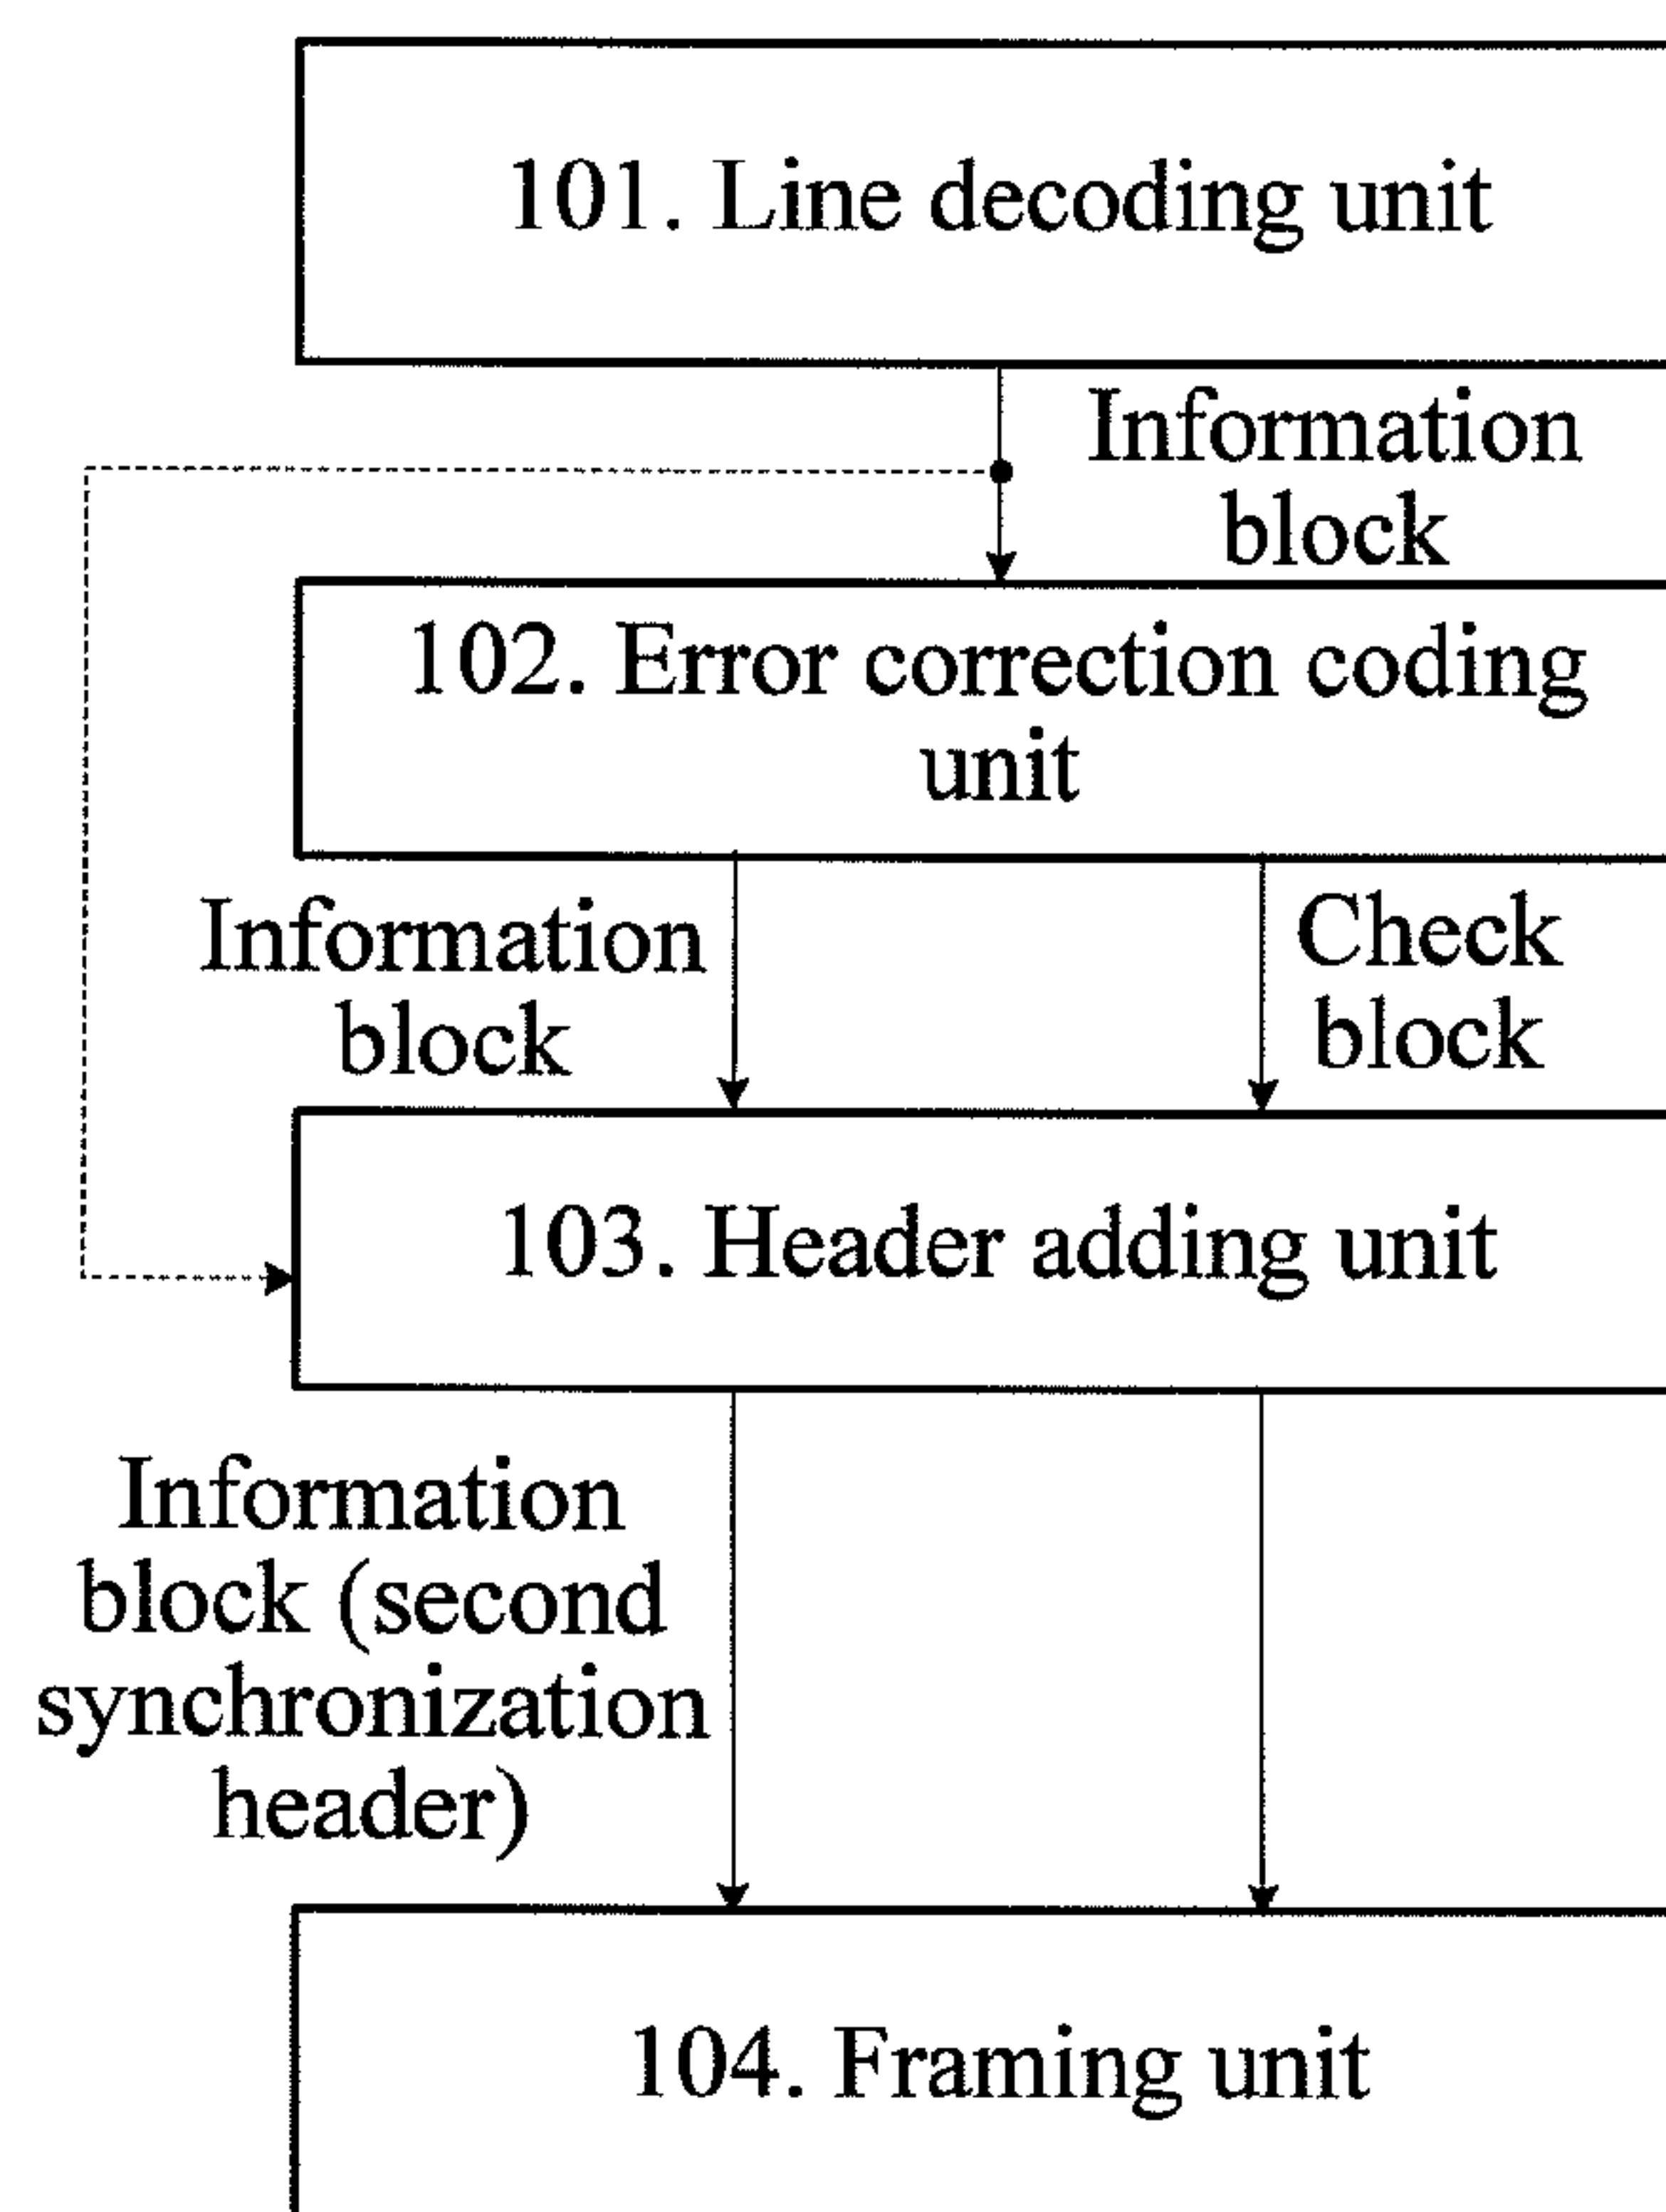 101. Line decoding unit
Information
block
102. Error correction coding
unit
Information
block
Check
block
103. Header adding unit
Information
block (second
synchronization
header)
104. Framing unit